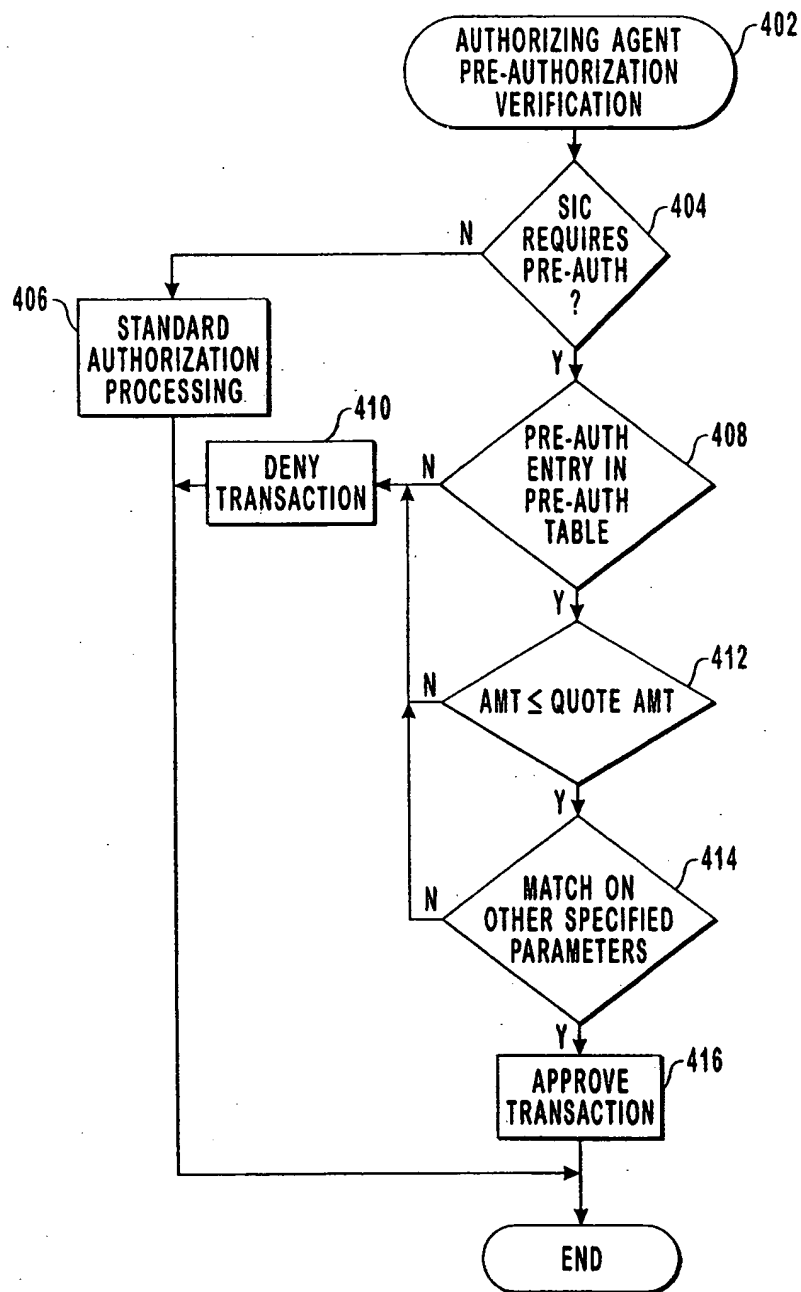 AUTHORIZING AGENT
PRE-AUTHORIZATION
VERIFICATION
402
SIC
REQUIRES
PRE-AUTH
?
404
N
Y
406
STANDARD
AUTHORIZATION
PROCESSING
410
DENY
TRANSACTION
PRE-AUTH
ENTRY IN
PRE-AUTH
TABLE
408
N
Y
AMT ≤ QUOTE AMT
412
N
Y
MATCH ON
OTHER SPECIFIED
PARAMETERS
414
N
Y
APPROVE
TRANSACTION
416
END